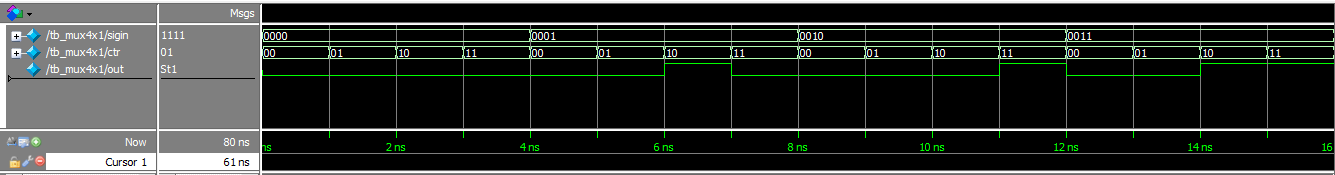 Msgs
/tb_mux4x1/sigin 1111 0000 0001 0010 0011
/tb_mux4x1/ctr 01 00 01 10 11 00 01 10 11 00 01 10 11 00 01 10 11
/tb_mux4x1/out St1
Now 80 ns ns 2 ns 4 ns 6 ns 8 ns 10 ns 12 ns 14 ns 16
Cursor 1 61 ns